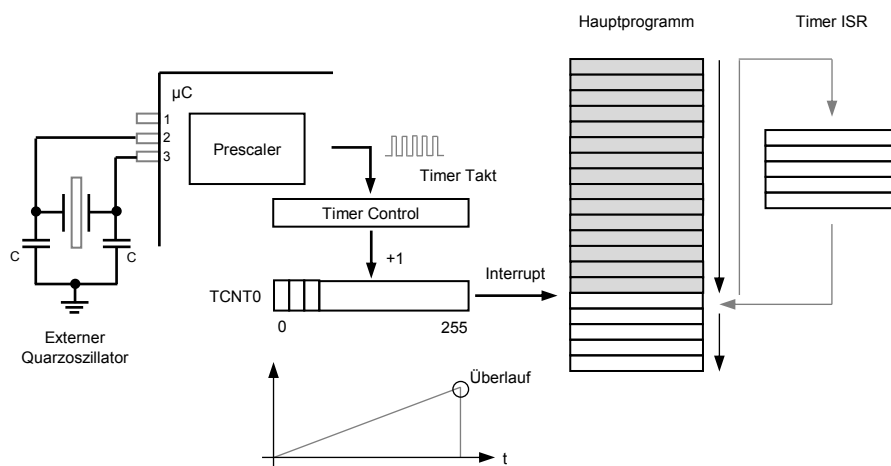 Hauptprogramm
Timer ISR
µC
1
2
3
Prescaler
Timer Takt
Timer Control
C
C
+1
Interrupt
TCNT0
0
255
Externer
Quarzoszillator
Überlauf
t